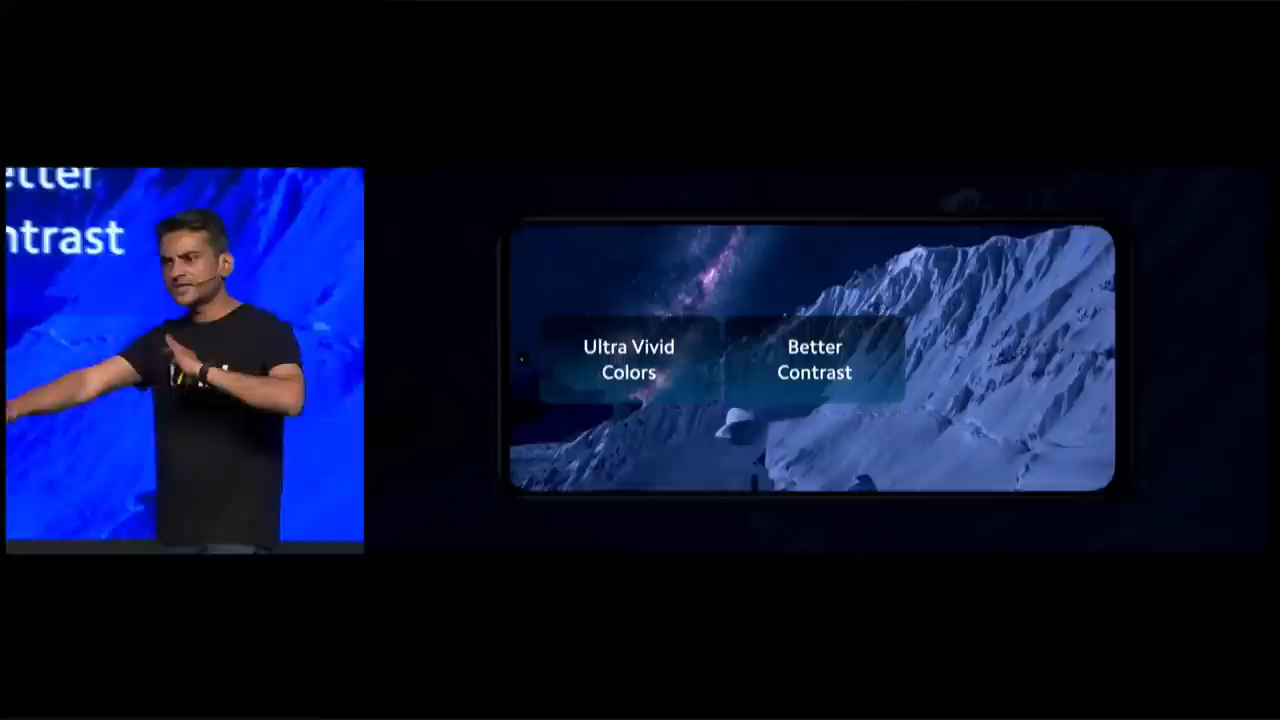 etter
ntrast
Ultra Vivid
Colors
Better
Contrast